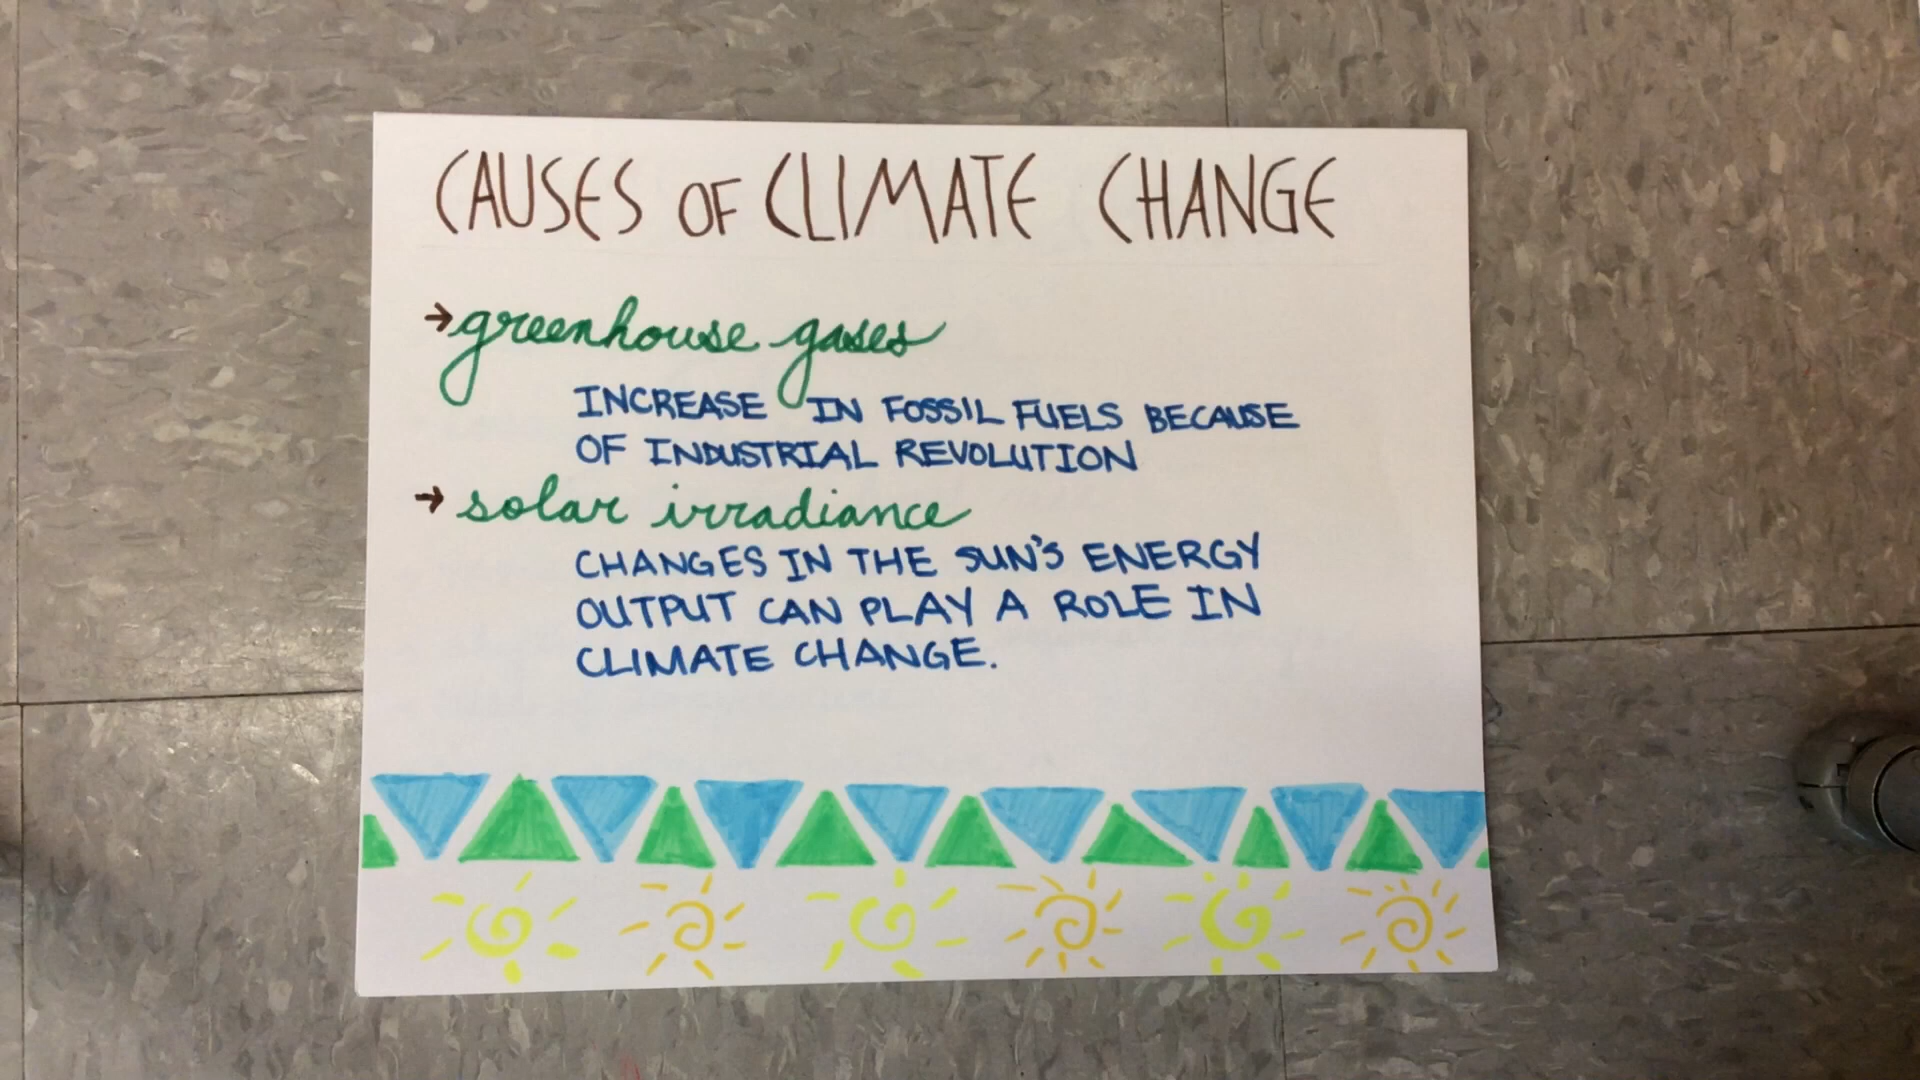 CAUSES OF CLIMATE CHANGE
→ greenhouse gases
INCREASE IN FOSSIL FUELS BECAUSE
OF INDUSTRIAL REVOLUTION
→ solar irradiance
CHANGES IN THE SUN'S ENERGY
OUTPUT CAN PLAY A ROLE IN
CLIMATE CHANGE.